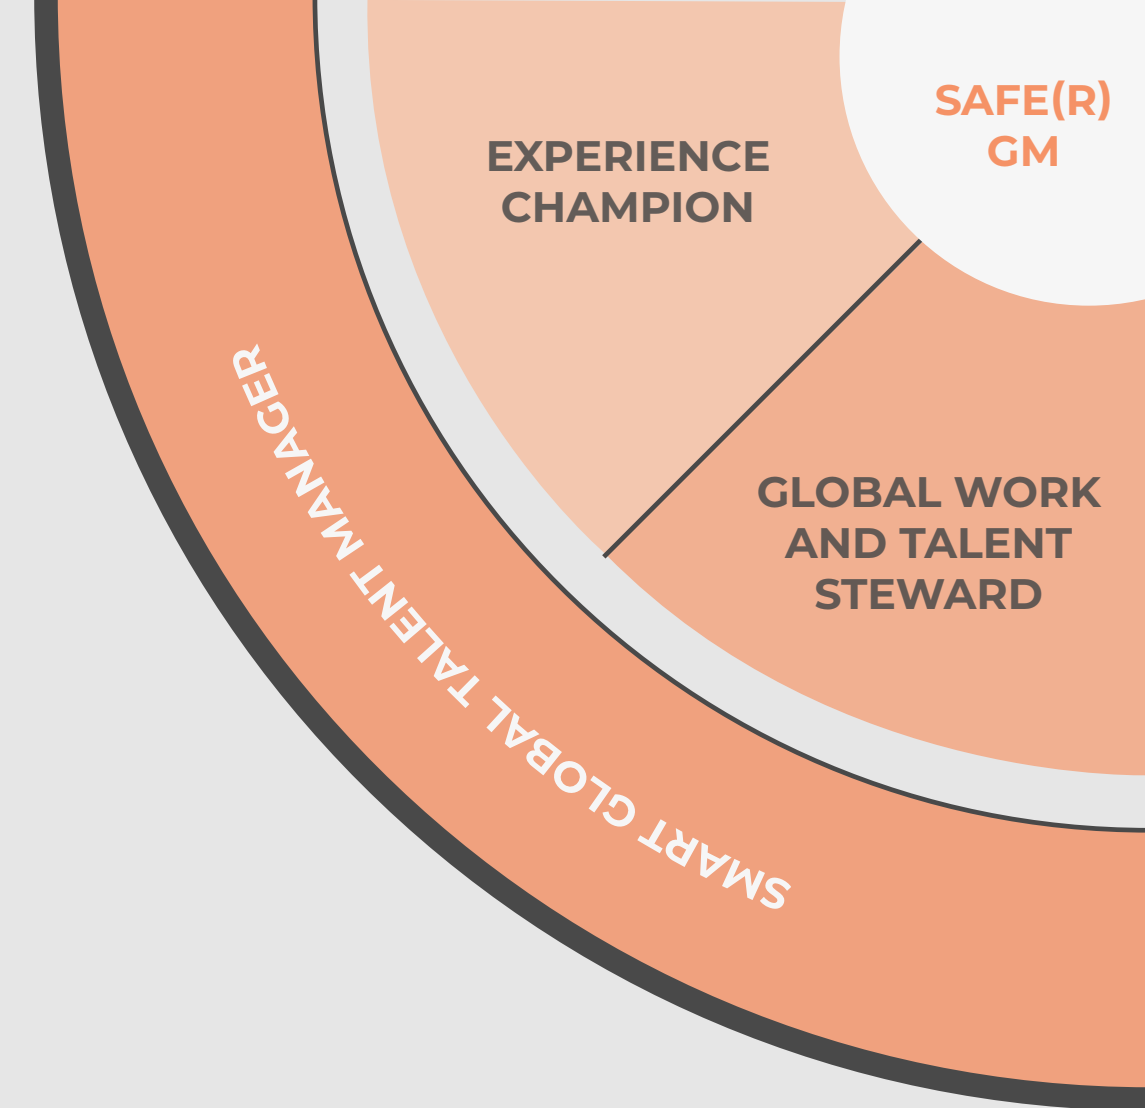 SAFE(R)
GM
EXPERIENCE
CHAMPION
GLOBAL WORK
AND TALENT
STEWARD
SMART GLOBAL TALENT MANAGER